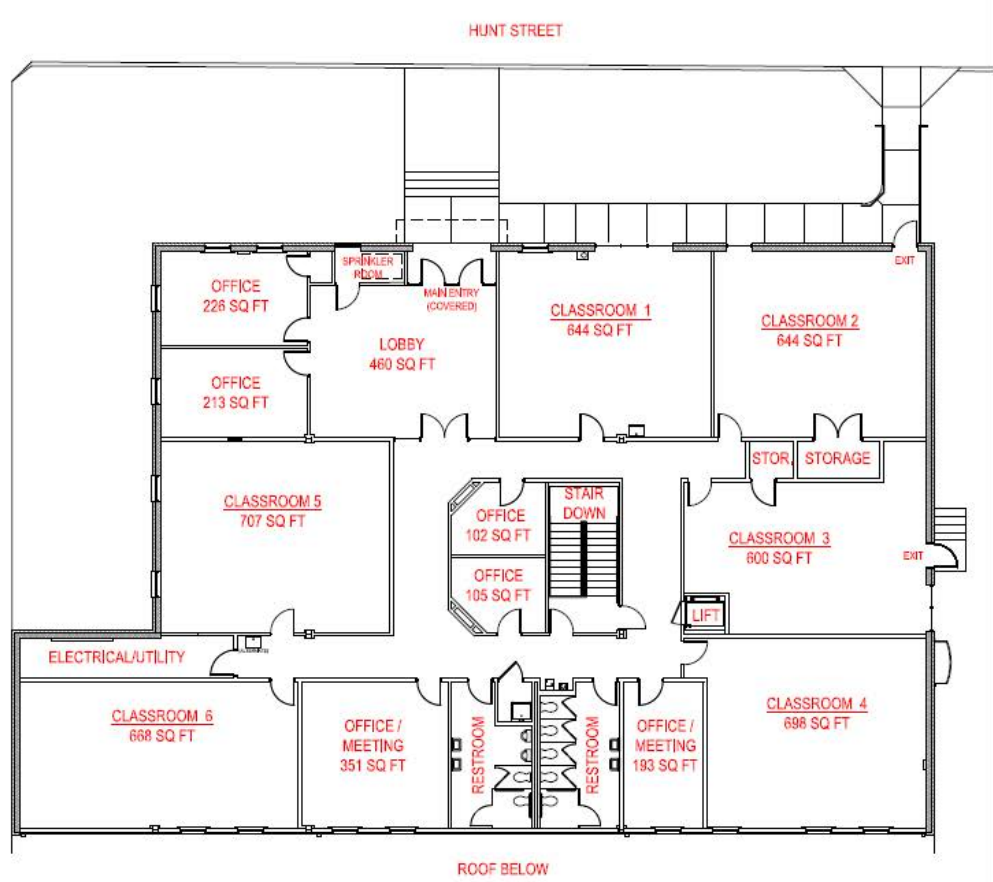 HUNT STREET
SPRINKLER
ROOM
EXIT
OFFICE
226 SQ FT
MAIN ENTRY
(COVERED)
CLASSROOM 1
644 SQ FT
CLASSROOM 2
644 SQ FT
LOBBY
460 SQ FT
OFFICE
213 SQ FT
STOR.
STORAGE
CLASSROOM 5
707 SQ FT
STAIR
DOWN
OFFICE
102 SQ FT
CLASSROOM 3
600 SQ FT
EXIT
OFFICE
105 SQ FT
LIFT
ELECTRICAL/UTILITY
CLASSROOM 6
668 SQ FT
OFFICE /
MEETING
351 SQ FT
RESTROOM
RESTROOM
OFFICE /
MEETING
193 SQ FT
CLASSROOM 4
698 SQ FT
ROOF BELOW